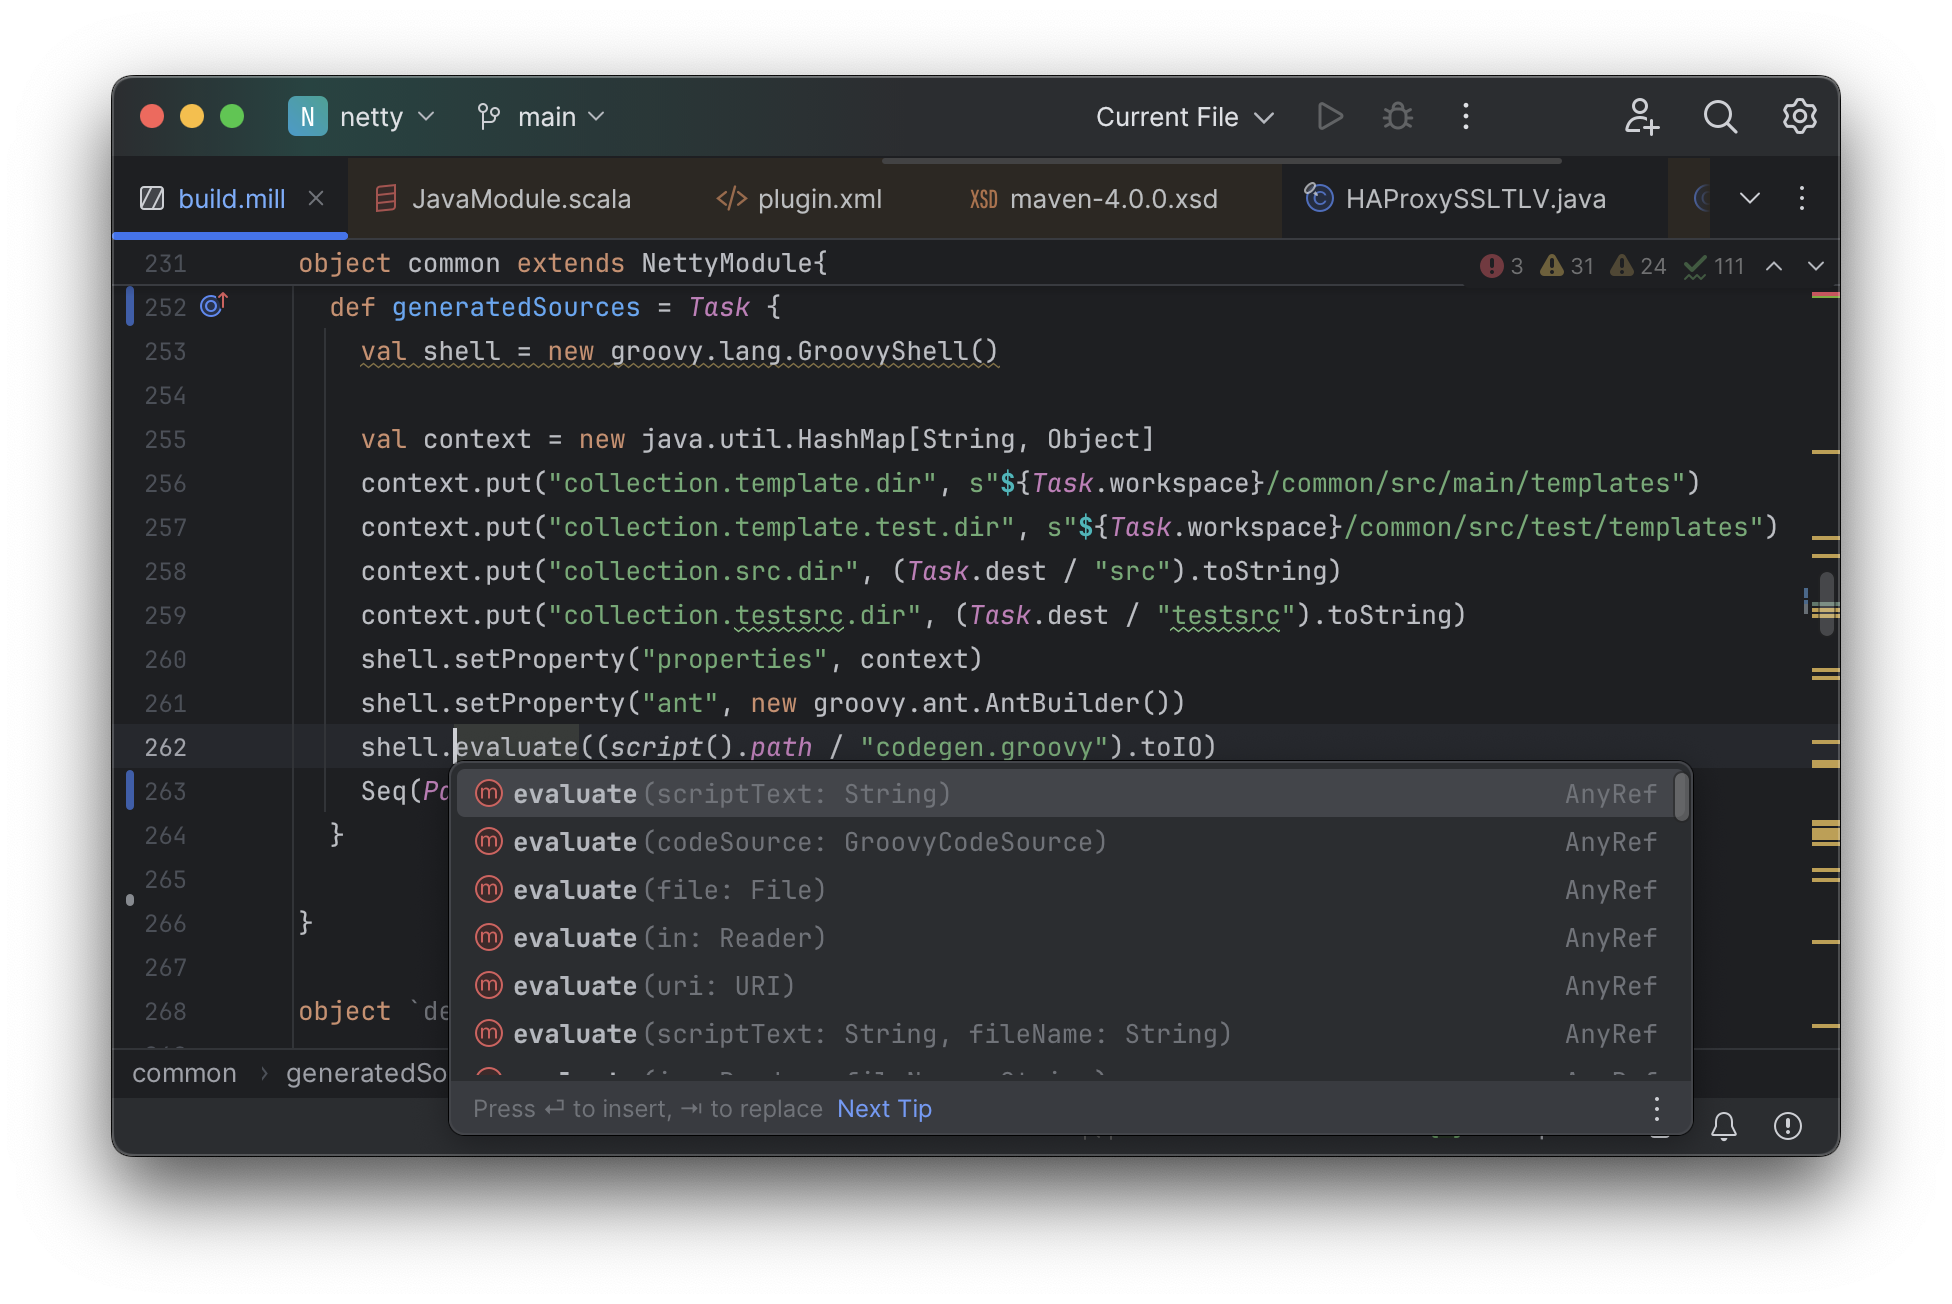 N netty main Current File
build.mill JavaModule.scala plugin.xml XSD maven-4.0.0.xsd HAProxySSLTLV.java
231 object common extends NettyModule{ 3 31 24 111
252 def generatedSources = Task {
253 val shell = new groovy.lang.GroovyShell()
254
255 val context = new java.util.HashMap[String, Object]
256 context.put("collection.template.dir", s"${Task.workspace}/common/src/main/templates")
257 context.put("collection.template.test.dir", s"${Task.workspace}/common/src/test/templates")
258 context.put("collection.src.dir", (Task.dest / "src").toString)
259 context.put("collection.testsrc.dir", (Task.dest / "testsrc").toString)
260 shell.setProperty("properties", context)
261 shell.setProperty("ant", new groovy.ant.AntBuilder())
262 shell.evaluate((script().path / "codegen.groovy").toIO)
263 Seq(
evaluate(scriptText: String) AnyRef
264 }
evaluate(codeSource: GroovyCodeSource) AnyRef
265
evaluate(file: File) AnyRef
266 }
evaluate(in: Reader) AnyRef
267
evaluate(uri: URI) AnyRef
268 object `de
evaluate(scriptText: String, fileName: String) AnyRef
common › generatedSo
Press ⏎ to insert, ⇥ to replace Next Tip